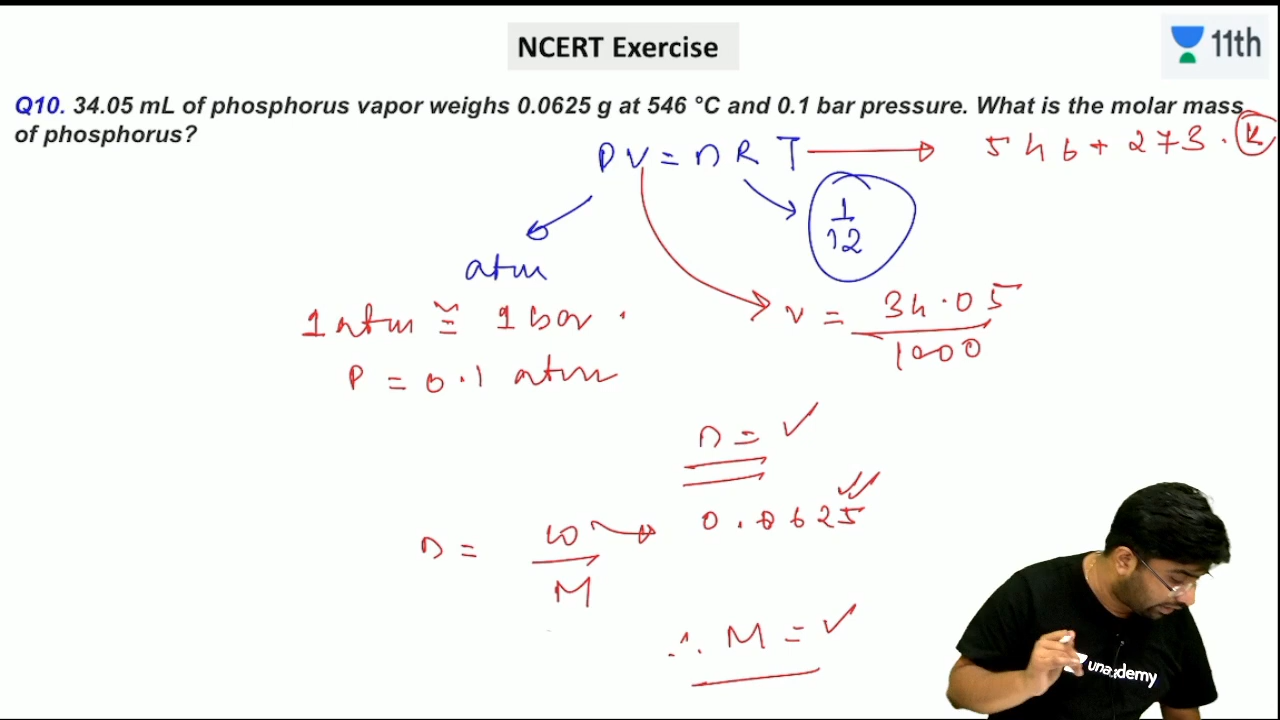 NCERT Exercise
11th
Q10. 34.05 mL of phosphorus vapor weighs 0.0625 g at 546 °C and 0.1 bar pressure. What is the molar mass
of phosphorus?
PV = n R T → 546 + 273 . K
1/12
atm
1 atm ≅ 1 bar .
v = 34.05/1000
P = 0.1 atm
n = ✓
n = w/M → 0.0625
∴ M = ✓
unacademy